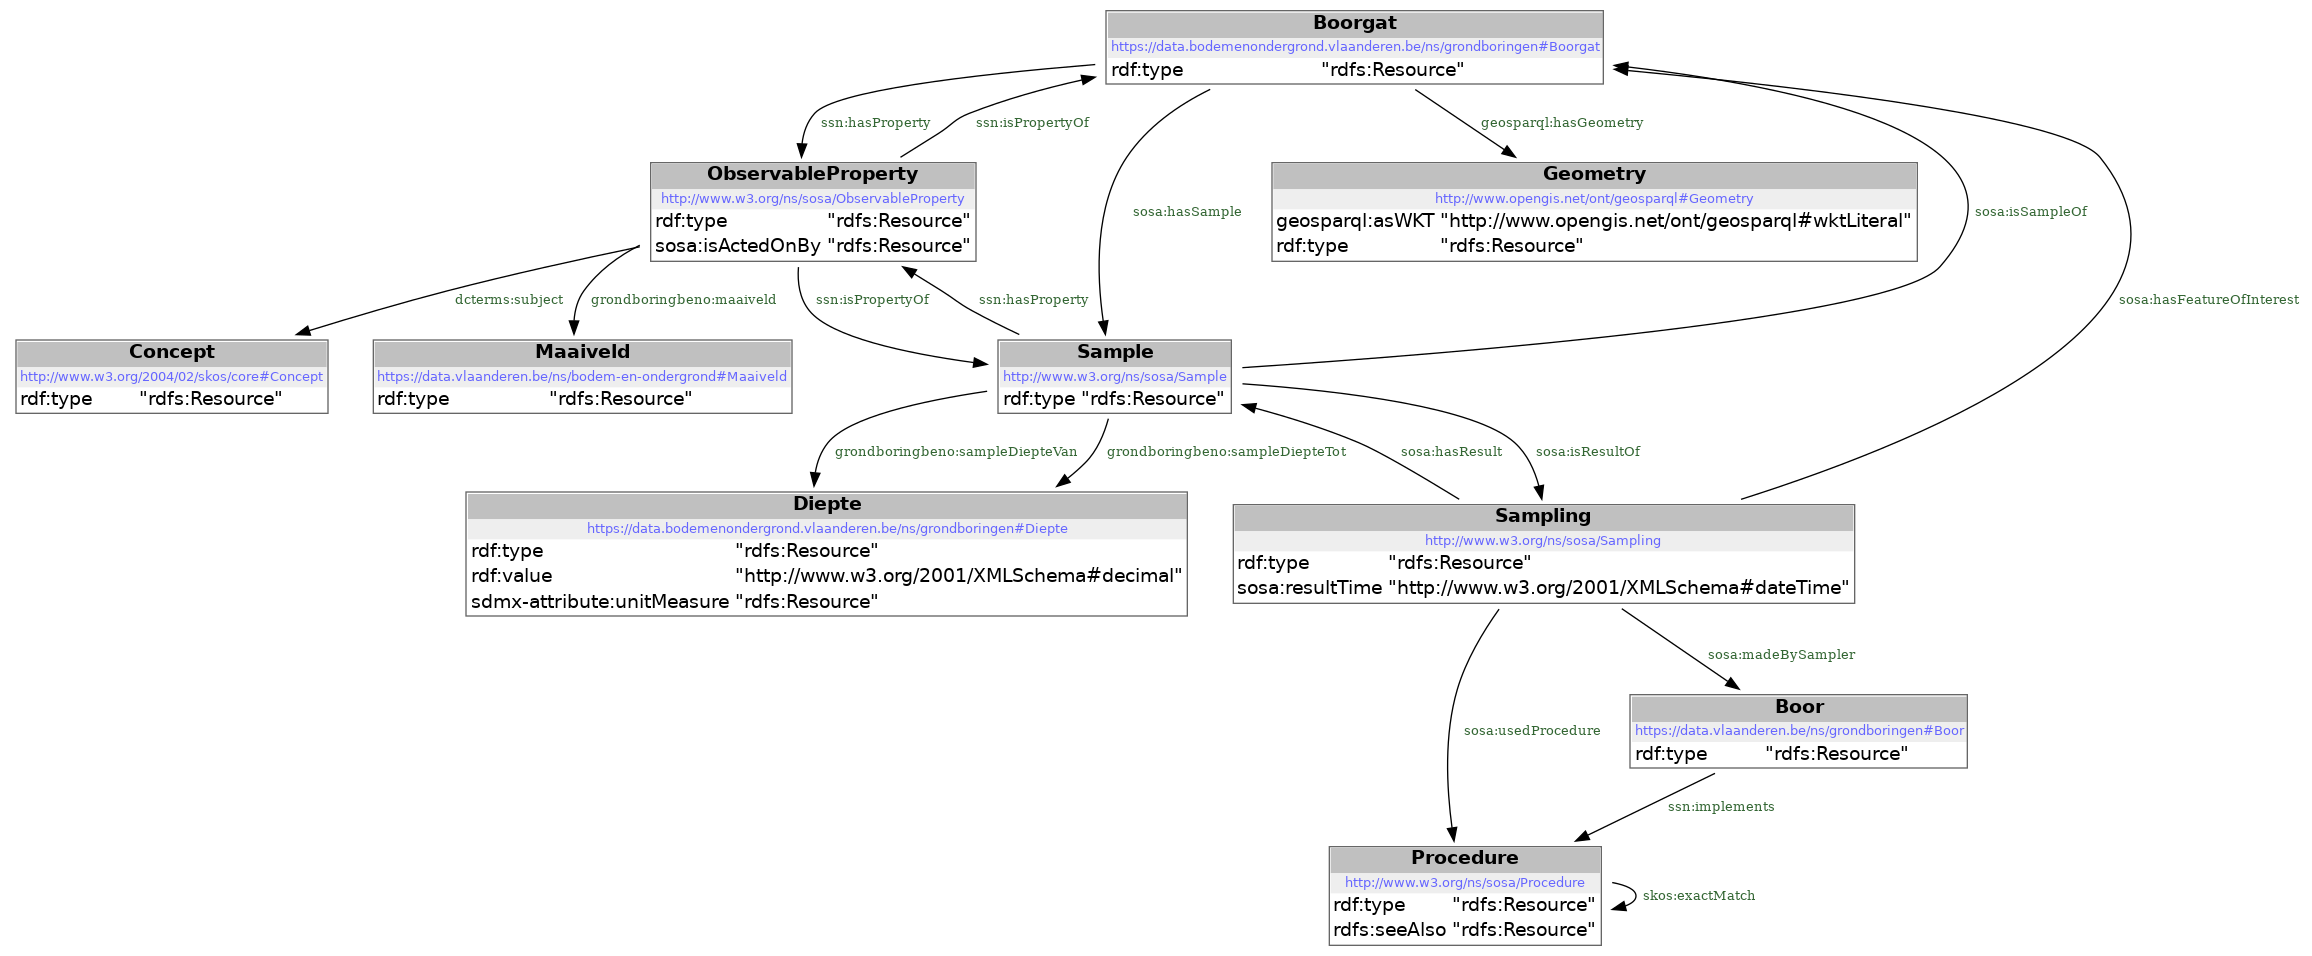 Boorgat
https://data.bodemenondergrond.vlaanderen.be/ns/grondboringen#Boorgat
rdf:type "rdfs:Resource"
ssn:hasProperty
ssn:isPropertyOf
geosparql:hasGeometry
ObservableProperty
http://www.w3.org/ns/sosa/ObservableProperty
rdf:type "rdfs:Resource"
sosa:isActedOnBy "rdfs:Resource"
sosa:hasSample
Geometry
http://www.opengis.net/ont/geosparql#Geometry
geosparql:asWKT "http://www.opengis.net/ont/geosparql#wktLiteral"
rdf:type "rdfs:Resource"
sosa:isSampleOf
dcterms:subject
grondboringbeno:maaiveld
ssn:isPropertyOf
ssn:hasProperty
sosa:hasFeatureOfInterest
Concept
http://www.w3.org/2004/02/skos/core#Concept
rdf:type "rdfs:Resource"
Maaiveld
https://data.vlaanderen.be/ns/bodem-en-ondergrond#Maaiveld
rdf:type "rdfs:Resource"
Sample
http://www.w3.org/ns/sosa/Sample
rdf:type "rdfs:Resource"
grondboringbeno:sampleDiepteVan
grondboringbeno:sampleDiepteTot
sosa:hasResult
sosa:isResultOf
Diepte
https://data.bodemenondergrond.vlaanderen.be/ns/grondboringen#Diepte
rdf:type "rdfs:Resource"
rdf:value "http://www.w3.org/2001/XMLSchema#decimal"
sdmx-attribute:unitMeasure "rdfs:Resource"
Sampling
http://www.w3.org/ns/sosa/Sampling
rdf:type "rdfs:Resource"
sosa:resultTime "http://www.w3.org/2001/XMLSchema#dateTime"
sosa:madeBySampler
sosa:usedProcedure
Boor
https://data.vlaanderen.be/ns/grondboringen#Boor
rdf:type "rdfs:Resource"
ssn:implements
Procedure
http://www.w3.org/ns/sosa/Procedure
rdf:type "rdfs:Resource"
rdfs:seeAlso "rdfs:Resource"
skos:exactMatch